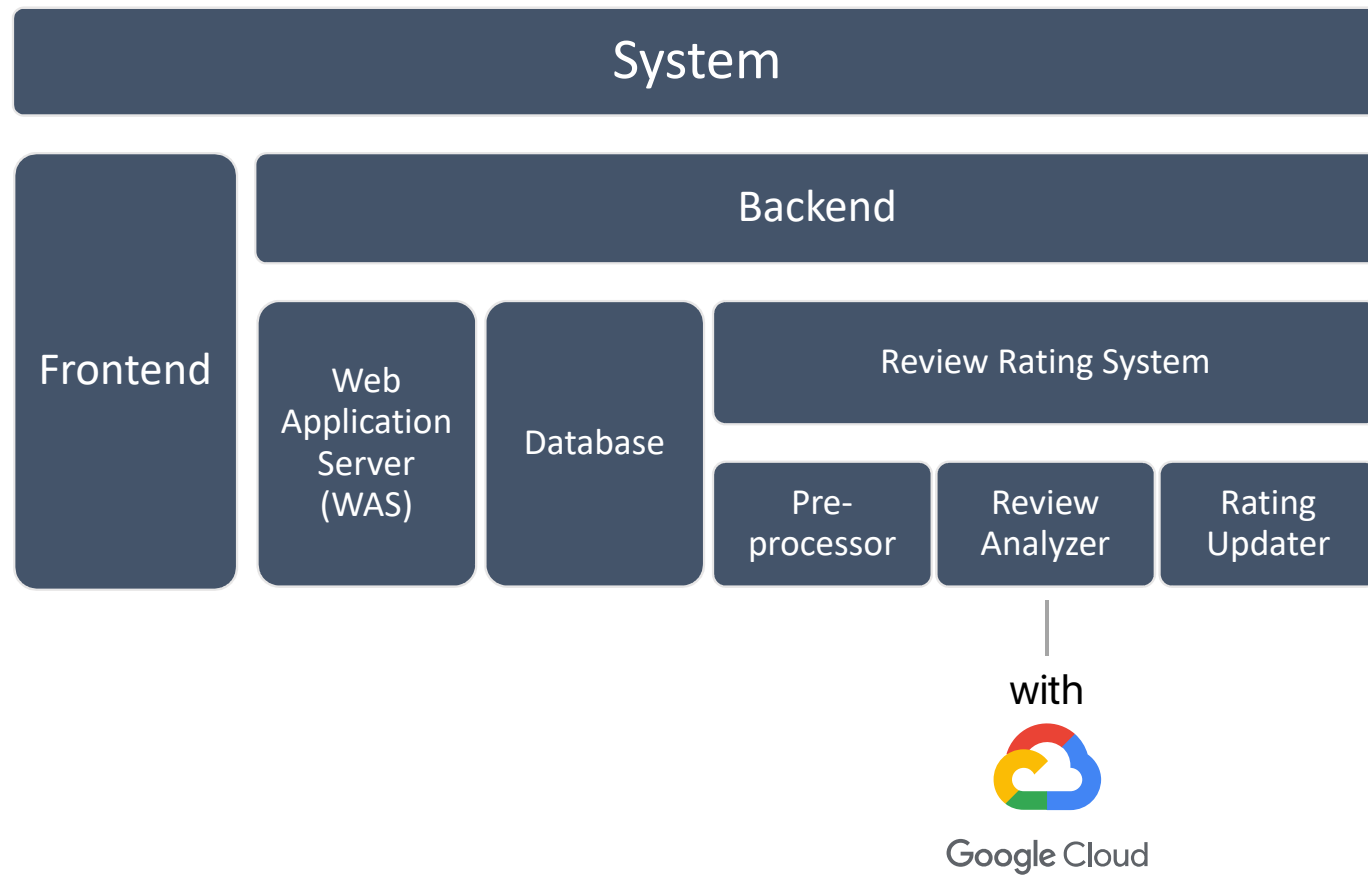 System
Backend
Frontend
Web
Application
Server
(WAS)
Database
Review Rating System
Pre-
processor
Review
Analyzer
Rating
Updater
with
Google Cloud